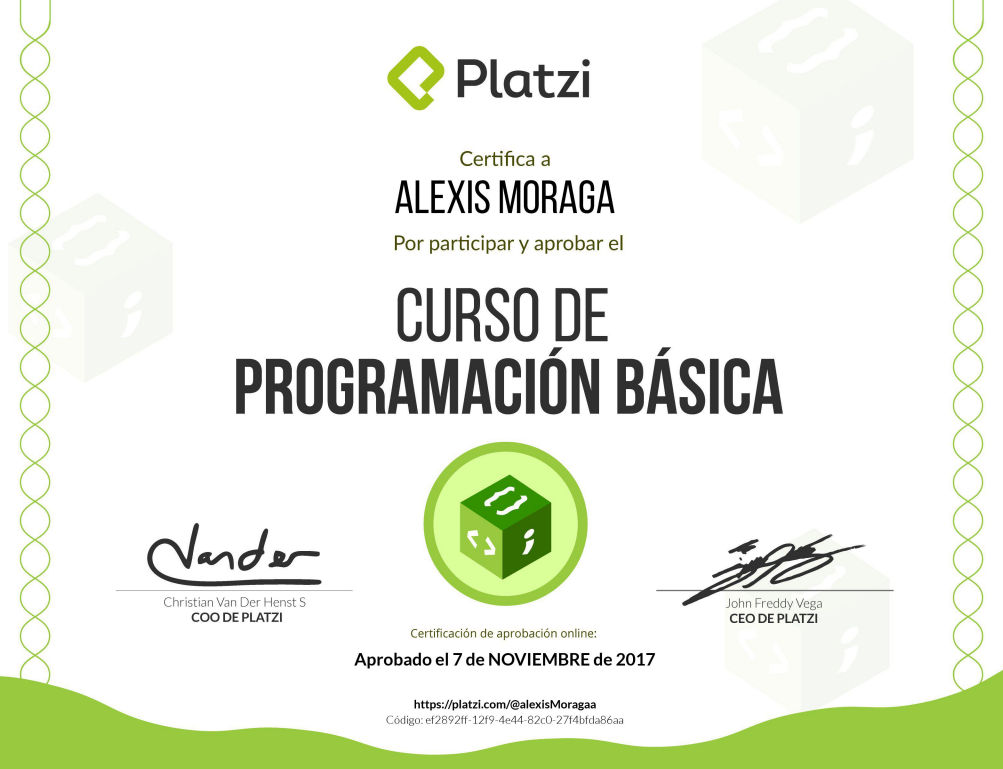 Platzi
Certifica a
ALEXIS MORAGA
Por participar y aprobar el
CURSO DE
PROGRAMACIÓN BÁSICA
Vander
Christian Van Der Henst S
COO DE PLATZI
John Freddy Vega
CEO DE PLATZI
Certificación de aprobación online:
Aprobado el 7 de NOVIEMBRE de 2017
https://platzi.com/@alexisMoragaa
Código: ef2892ff-12f9-4e44-82c0-27f4bfda86aa